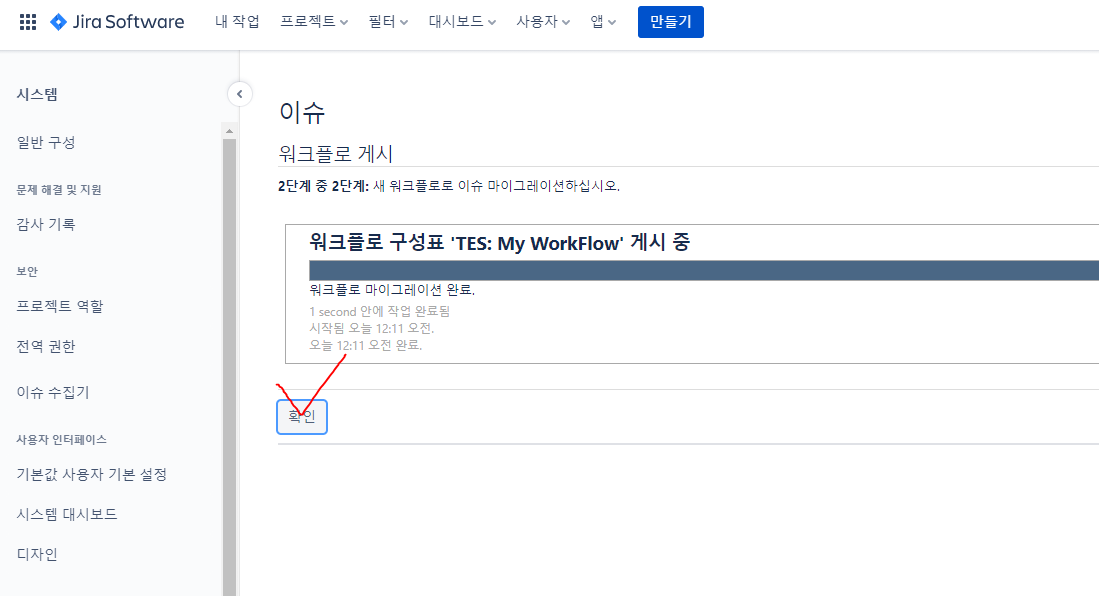 Jira Software 내 작업 프로젝트 필터 대시보드 사용자 앱 만들기
시스템
일반 구성
문제 해결 및 지원
감사 기록
보안
프로젝트 역할
전역 권한
이슈 수집기
사용자 인터페이스
기본값 사용자 기본 설정
시스템 대시보드
디자인
이슈
워크플로 게시
2단계 중 2단계: 새 워크플로로 이슈 마이그레이션하십시오.
워크플로 구성표 'TES: My WorkFlow' 게시 중
워크플로 마이그레이션 완료.
1 second 안에 작업 완료됨
시작됨 오늘 12:11 오전.
오늘 12:11 오전 완료.
확인